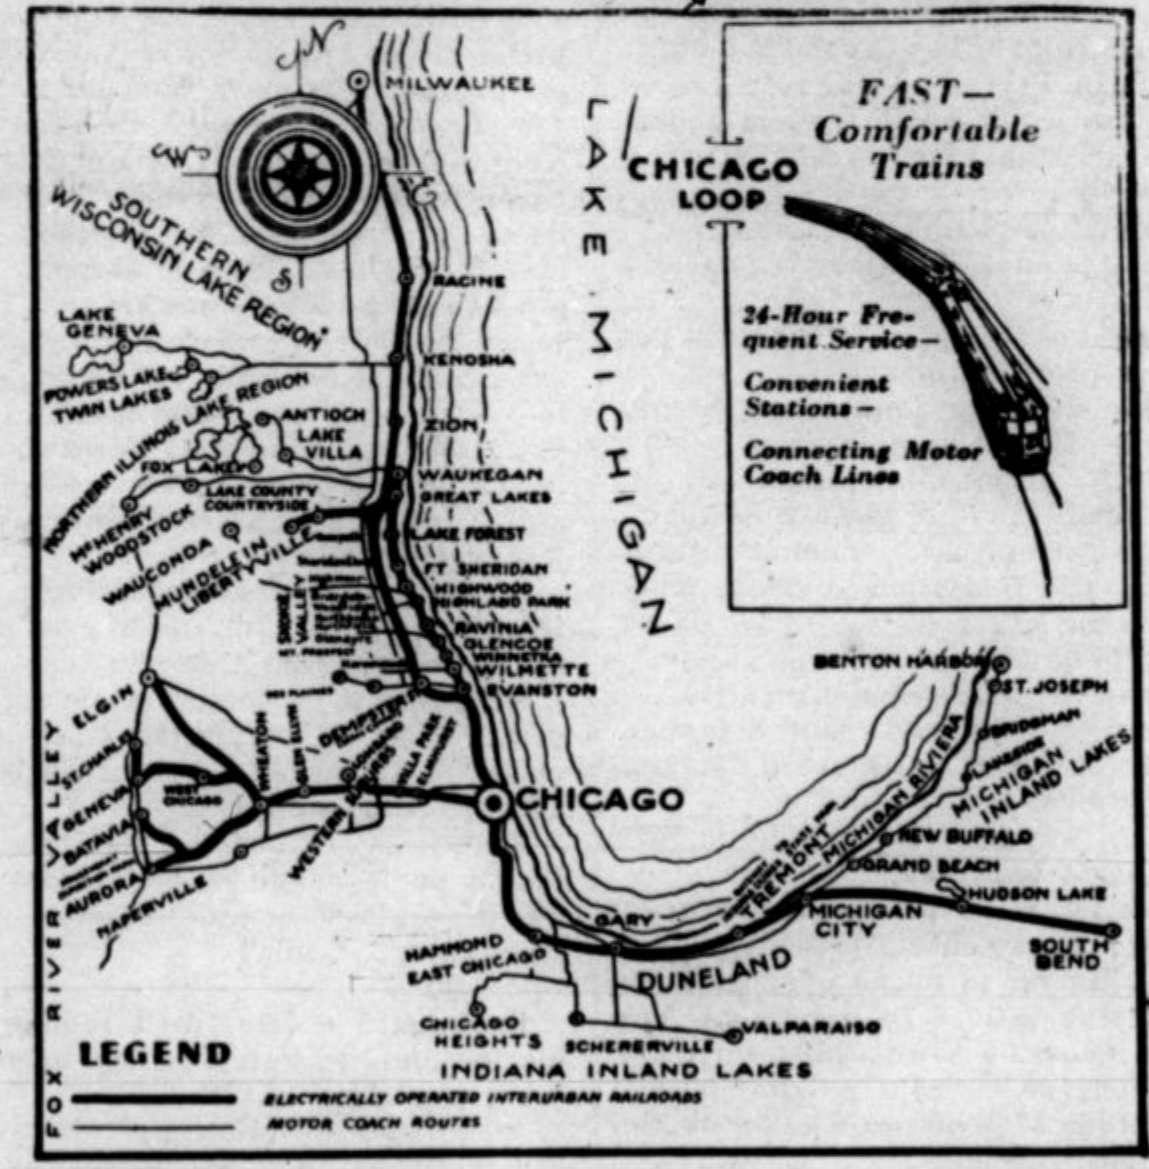 N
W
E
S
MILWAUKEE
LAKE MICHIGAN
CHICAGO
LOOP
FAST—
Comfortable
Trains
24-Hour Fre-
quent Service—
Convenient
Stations—
Connecting Motor
Coach Lines
SOUTHERN
WISCONSIN LAKE REGION
RACINE
KENOSHA
LAKE
GENEVA
POWERS LAKE
TWIN LAKES
NORTHERN ILLINOIS LAKE REGION
ANTIOCH
LAKE
VILLA
FOX LAKE
ZION
WAUKEGAN
GREAT LAKES
LAKE COUNTY
COUNTRYSIDE
McHENRY
WOODSTOCK
WAUCONDA
MUNDELEIN
LIBERTYVILLE
LAKE FOREST
FT SHERIDAN
HIGHWOOD
HIGHLAND PARK
SKOKIE
VALLEY
RAVINIA
GLENCOE
WINNETKA
WILMETTE
EVANSTON
MT. PROSPECT
DES PLAINES
DEMPSTER
ELGIN
ST. CHARLES
GENEVA
BATAVIA
AURORA
NAPERVILLE
WEST
CHICAGO
WHEATON
GLEN ELLYN
LOMBARD
VILLA PARK
ELMHURST
WESTERN SUBURBS
CHICAGO
FOX RIVER VALLEY
BENTON HARBOR
ST. JOSEPH
BRIDGMAN
LAKESIDE
MICHIGAN
INLAND LAKES
MICHIGAN RIVIERA
NEW BUFFALO
GRAND BEACH
TREMONT
HUDSON LAKE
MICHIGAN
CITY
SOUTH
BEND
GARY
DUNELAND
HAMMOND
EAST CHICAGO
CHICAGO
HEIGHTS
SCHERERVILLE
VALPARAISO
INDIANA INLAND LAKES
LEGEND
ELECTRICALLY OPERATED INTERURBAN RAILROADS
MOTOR COACH ROUTES